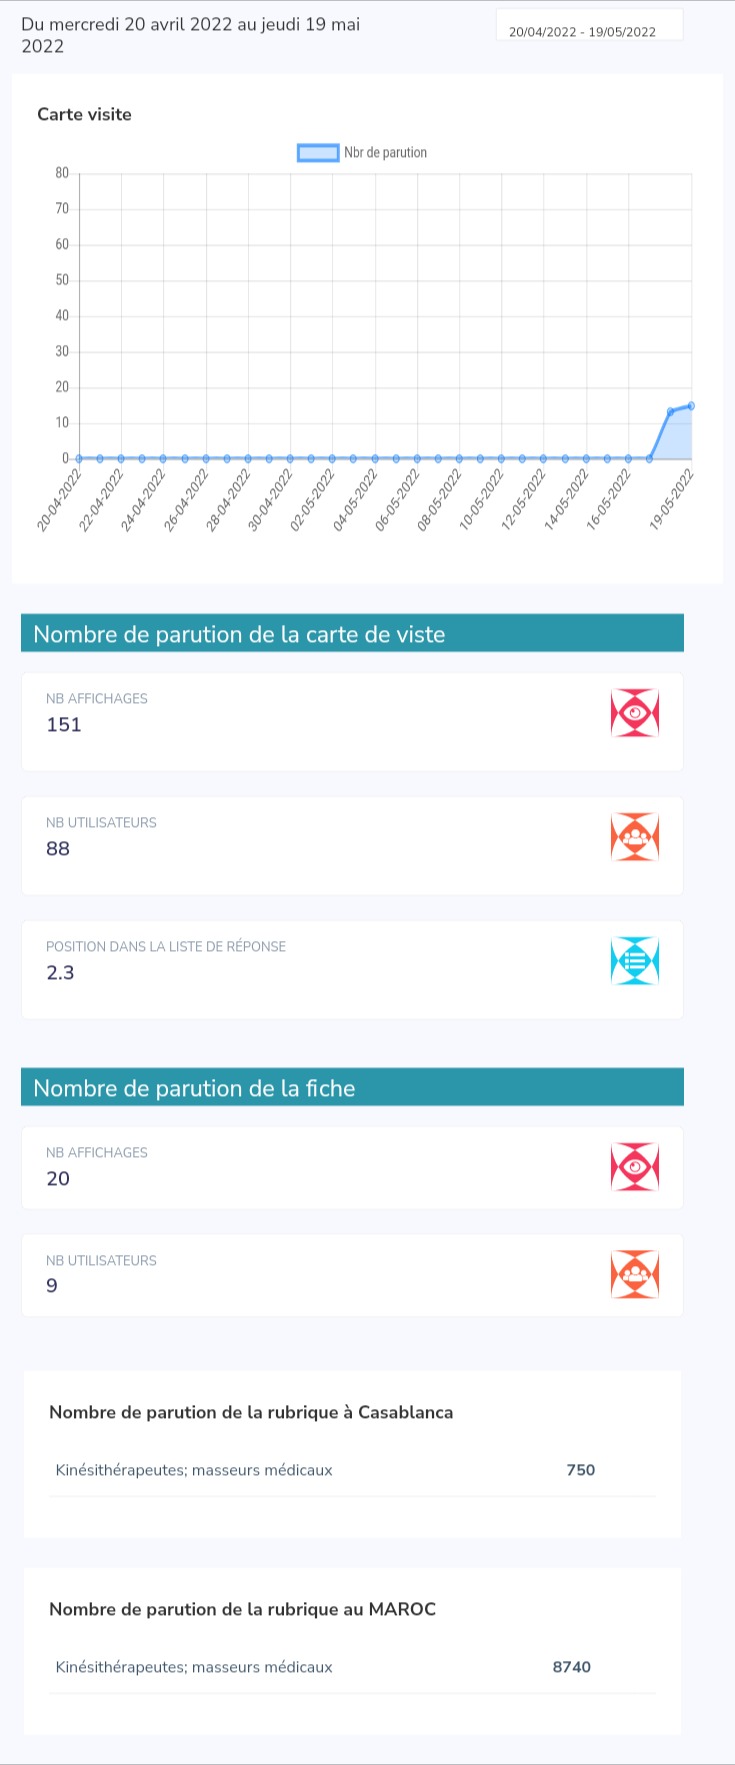 Du mercredi 20 avril 2022 au jeudi 19 mai
2022
20/04/2022 - 19/05/2022
Carte visite
Nbr de parution
80
70
60
50
40
30
20
10
0
20-04-2022
22-04-2022
24-04-2022
26-04-2022
28-04-2022
30-04-2022
02-05-2022
04-05-2022
06-05-2022
08-05-2022
10-05-2022
12-05-2022
14-05-2022
16-05-2022
19-05-2022
Nombre de parution de la carte de viste
NB AFFICHAGES
151
NB UTILISATEURS
88
POSITION DANS LA LISTE DE RÉPONSE
2.3
Nombre de parution de la fiche
NB AFFICHAGES
20
NB UTILISATEURS
9
Nombre de parution de la rubrique à Casablanca
Kinésithérapeutes; masseurs médicaux 750
Nombre de parution de la rubrique au MAROC
Kinésithérapeutes; masseurs médicaux 8740